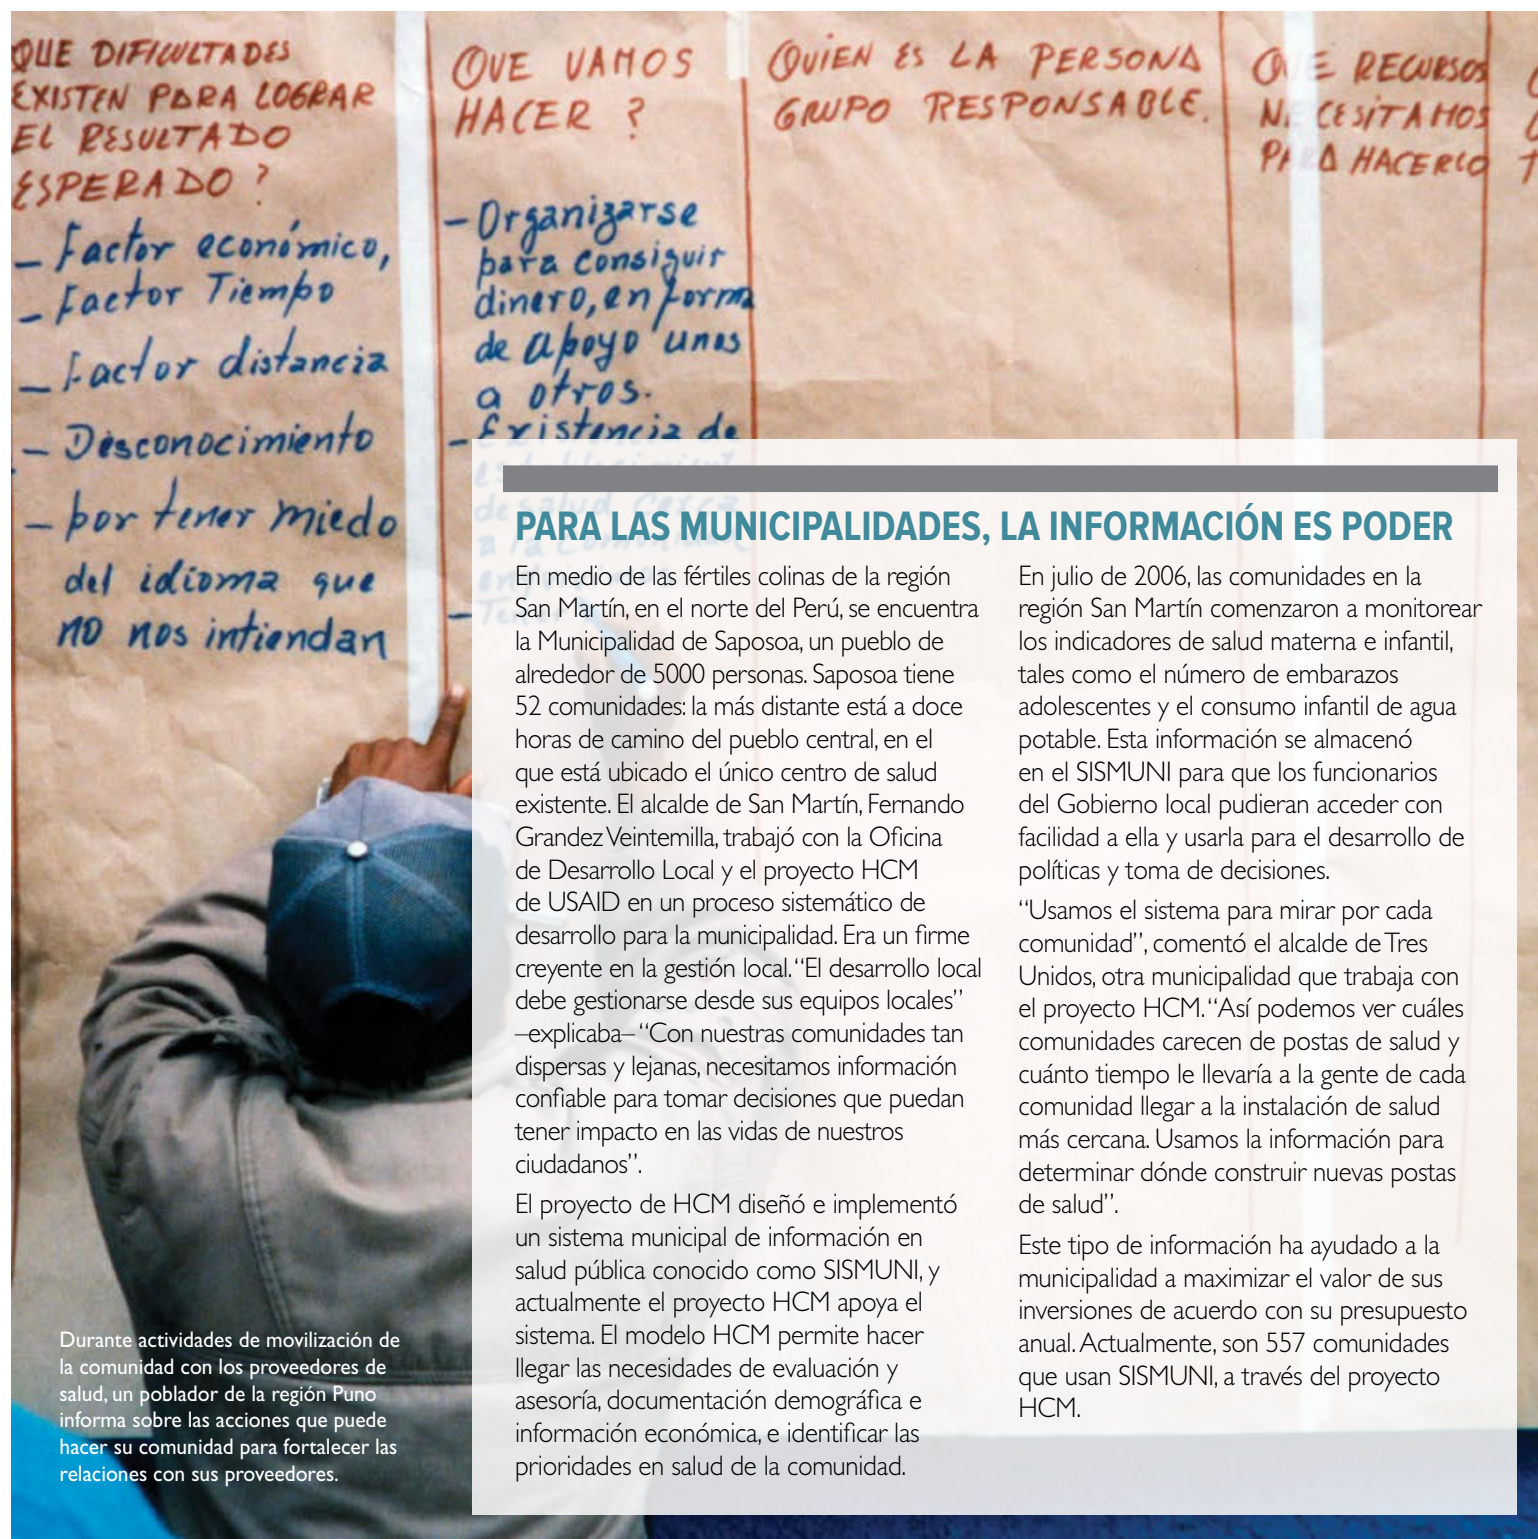 QUE DIFICULTADES
EXISTEN PARA LOGRAR
EL RESULTADO
ESPERADO ?
- Factor económico,
- Factor Tiempo
- Factor distancia
- Desconocimiento
- por tener miedo
del idioma que
no nos intiendan
QUE VAMOS
HACER ?
- Organizarse
para consiguir
dinero, en forma
de apoyo unos
a otros.
- Existencia de
establecimiento
de salud cerca
a la comunidad
QUIEN ES LA PERSONA
GRUPO RESPONSABLE.
QUE RECURSOS
NECESITAMOS
PARA HACERLO
PARA LAS MUNICIPALIDADES, LA INFORMACIÓN ES PODER
En medio de las fértiles colinas de la región
San Martín, en el norte del Perú, se encuentra
la Municipalidad de Saposoa, un pueblo de
alrededor de 5000 personas. Saposoa tiene
52 comunidades: la más distante está a doce
horas de camino del pueblo central, en el
que está ubicado el único centro de salud
existente. El alcalde de San Martín, Fernando
Grandez Veintemilla, trabajó con la Oficina
de Desarrollo Local y el proyecto HCM
de USAID en un proceso sistemático de
desarrollo para la municipalidad. Era un firme
creyente en la gestión local. “El desarrollo local
debe gestionarse desde sus equipos locales”
–explicaba– “Con nuestras comunidades tan
dispersas y lejanas, necesitamos información
confiable para tomar decisiones que puedan
tener impacto en las vidas de nuestros
ciudadanos”.
El proyecto de HCM diseñó e implementó
un sistema municipal de información en
salud pública conocido como SISMUNI, y
actualmente el proyecto HCM apoya el
sistema. El modelo HCM permite hacer
llegar las necesidades de evaluación y
asesoría, documentación demográfica e
información económica, e identificar las
prioridades en salud de la comunidad.
En julio de 2006, las comunidades en la
región San Martín comenzaron a monitorear
los indicadores de salud materna e infantil,
tales como el número de embarazos
adolescentes y el consumo infantil de agua
potable. Esta información se almacenó
en el SISMUNI para que los funcionarios
del Gobierno local pudieran acceder con
facilidad a ella y usarla para el desarrollo de
políticas y toma de decisiones.
“Usamos el sistema para mirar por cada
comunidad”, comentó el alcalde de Tres
Unidos, otra municipalidad que trabaja con
el proyecto HCM. “Así podemos ver cuáles
comunidades carecen de postas de salud y
cuánto tiempo le llevaría a la gente de cada
comunidad llegar a la instalación de salud
más cercana. Usamos la información para
determinar dónde construir nuevas postas
de salud”.
Este tipo de información ha ayudado a la
municipalidad a maximizar el valor de sus
inversiones de acuerdo con su presupuesto
anual. Actualmente, son 557 comunidades
que usan SISMUNI, a través del proyecto
HCM.
Durante actividades de movilización de
la comunidad con los proveedores de
salud, un poblador de la región Puno
informa sobre las acciones que puede
hacer su comunidad para fortalecer las
relaciones con sus proveedores.